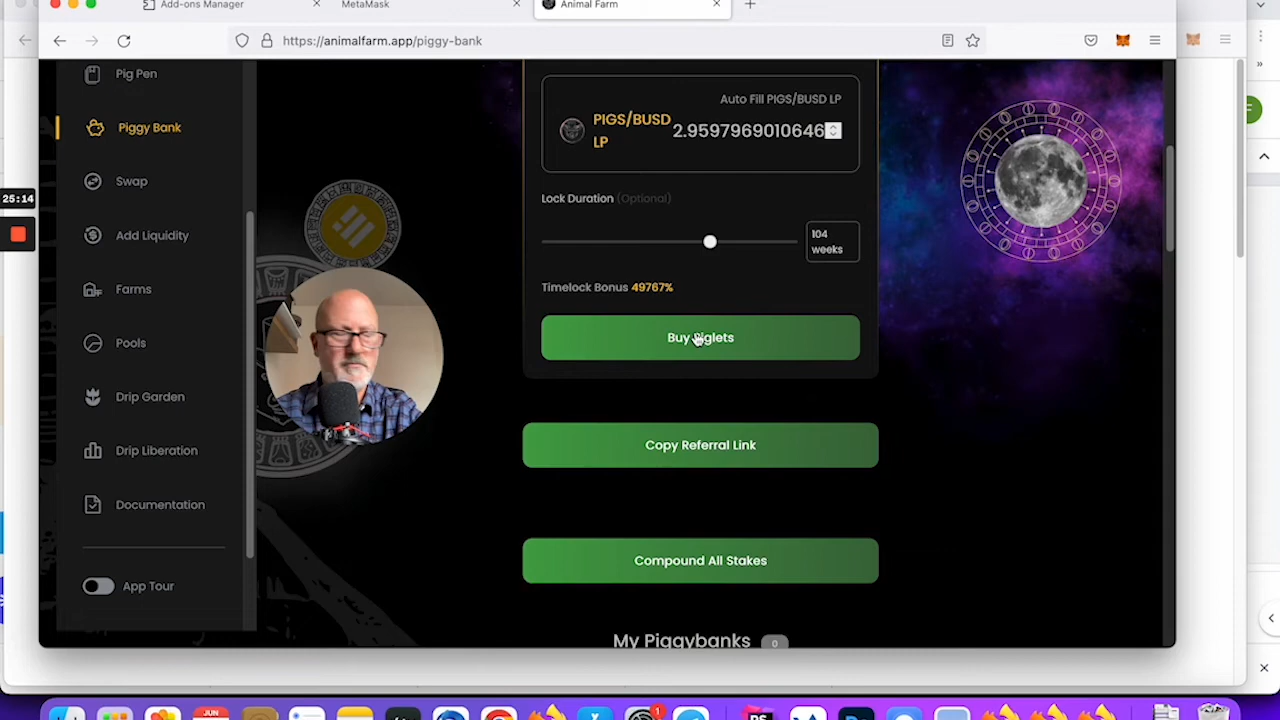 Add-ons Manager
MetaMask
Animal Farm
https://animalfarm.app/piggy-bank
Pig Pen
Piggy Bank
Swap
Add Liquidity
Farms
Pools
Drip Garden
Drip Liberation
Documentation
App Tour
25:14
Auto Fill PIGS/BUSD LP
PIGS/BUSD
LP
2.9597969010646
Lock Duration (Optional)
104
weeks
Timelock Bonus 49767%
Buy Piglets
Copy Referral Link
Compound All Stakes
My Piggybanks 0
JUN
1